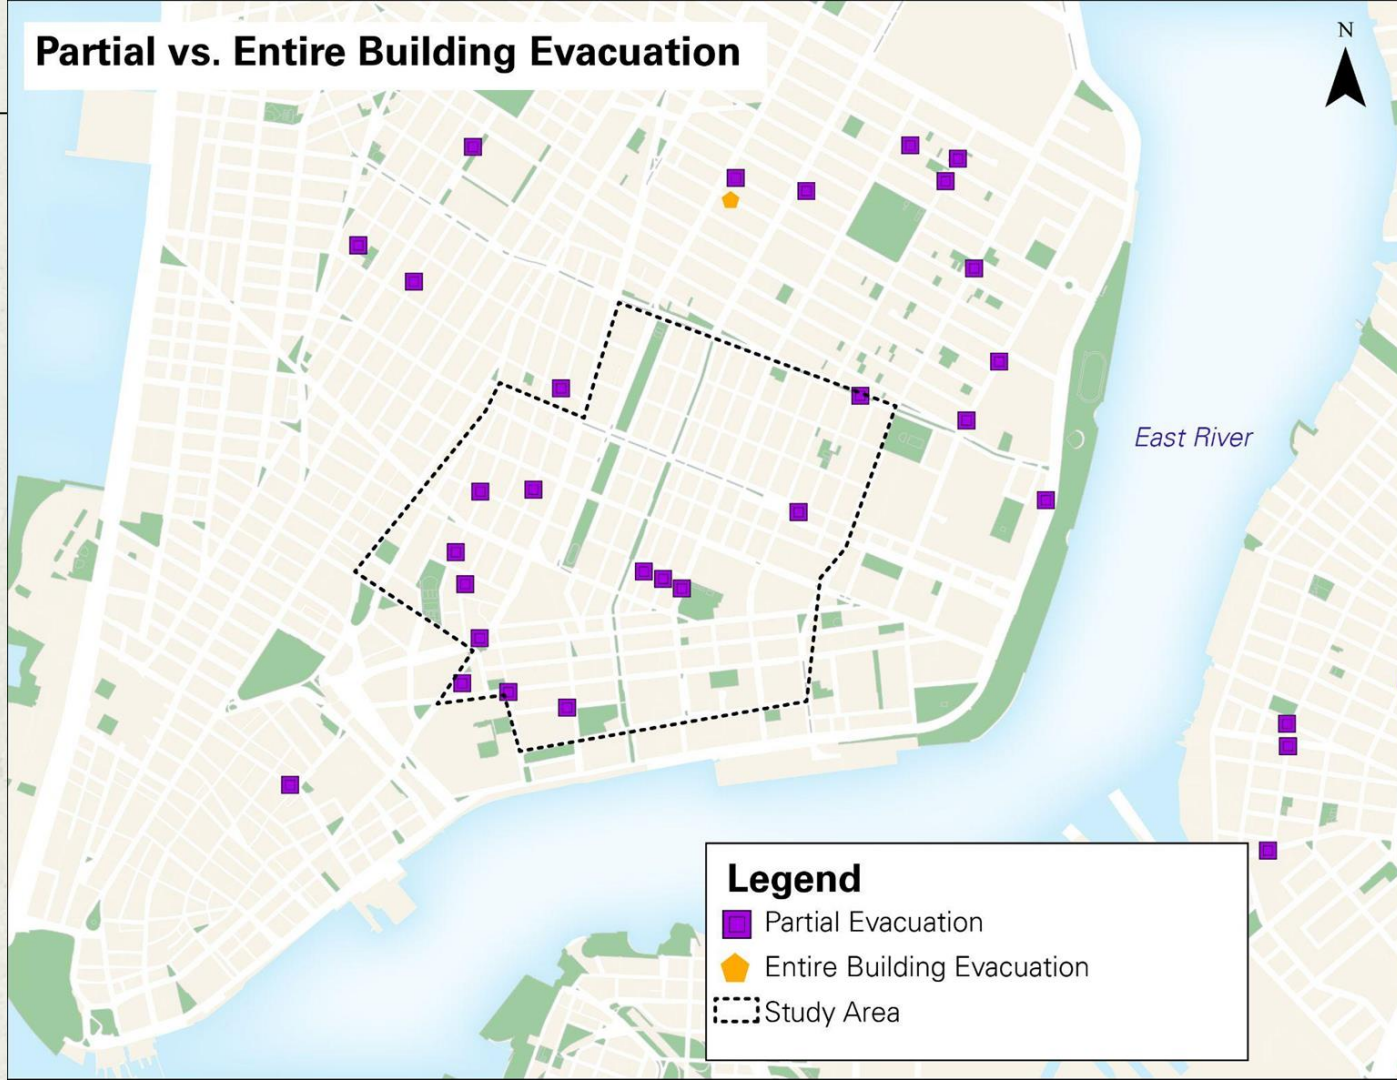 Partial vs. Entire Building Evacuation
N
East River
Legend
Partial Evacuation
Entire Building Evacuation
Study Area